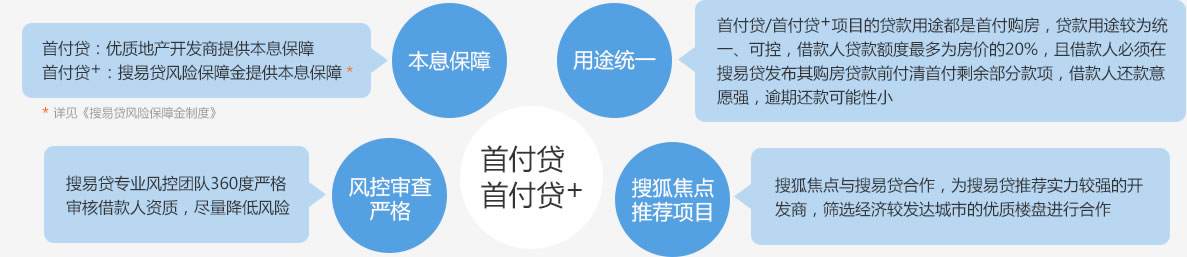 首付贷：优质地产开发商提供本息保障
首付贷+：搜易贷风险保障金提供本息保障 *
* 详见《搜易贷风险保障金制度》
本息保障
用途统一
首付贷/首付贷+项目的贷款用途都是首付购房，贷款用途较为统
一、可控，借款人贷款额度最多为房价的20%，且借款人必须在
搜易贷发布其购房贷款前付清首付剩余部分款项，借款人还款意
愿强，逾期还款可能性小
首付贷
首付贷+
搜易贷专业风控团队360度严格
审核借款人资质，尽量降低风险
风控审查
严格
搜狐焦点
推荐项目
搜狐焦点与搜易贷合作，为搜易贷推荐实力较强的开
发商，筛选经济较发达城市的优质楼盘进行合作